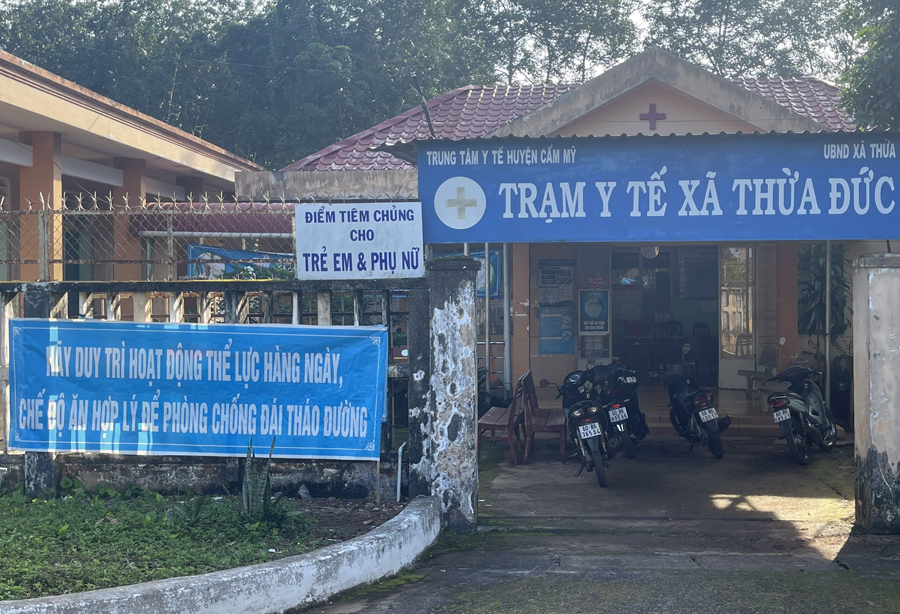 TRUNG TÂM Y TẾ HUYỆN CẨM MỸ
UBND XÃ THỪA
TRẠM Y TẾ XÃ THỪA ĐỨC
ĐIỂM TIÊM CHỦNG
CHO
TRẺ EM & PHỤ NỮ
HÃY DUY TRÌ HOẠT ĐỘNG THỂ LỰC HÀNG NGÀY,
CHẾ ĐỘ ĂN HỢP LÝ ĐỂ PHÒNG CHỐNG ĐÁI THÁO ĐƯỜNG